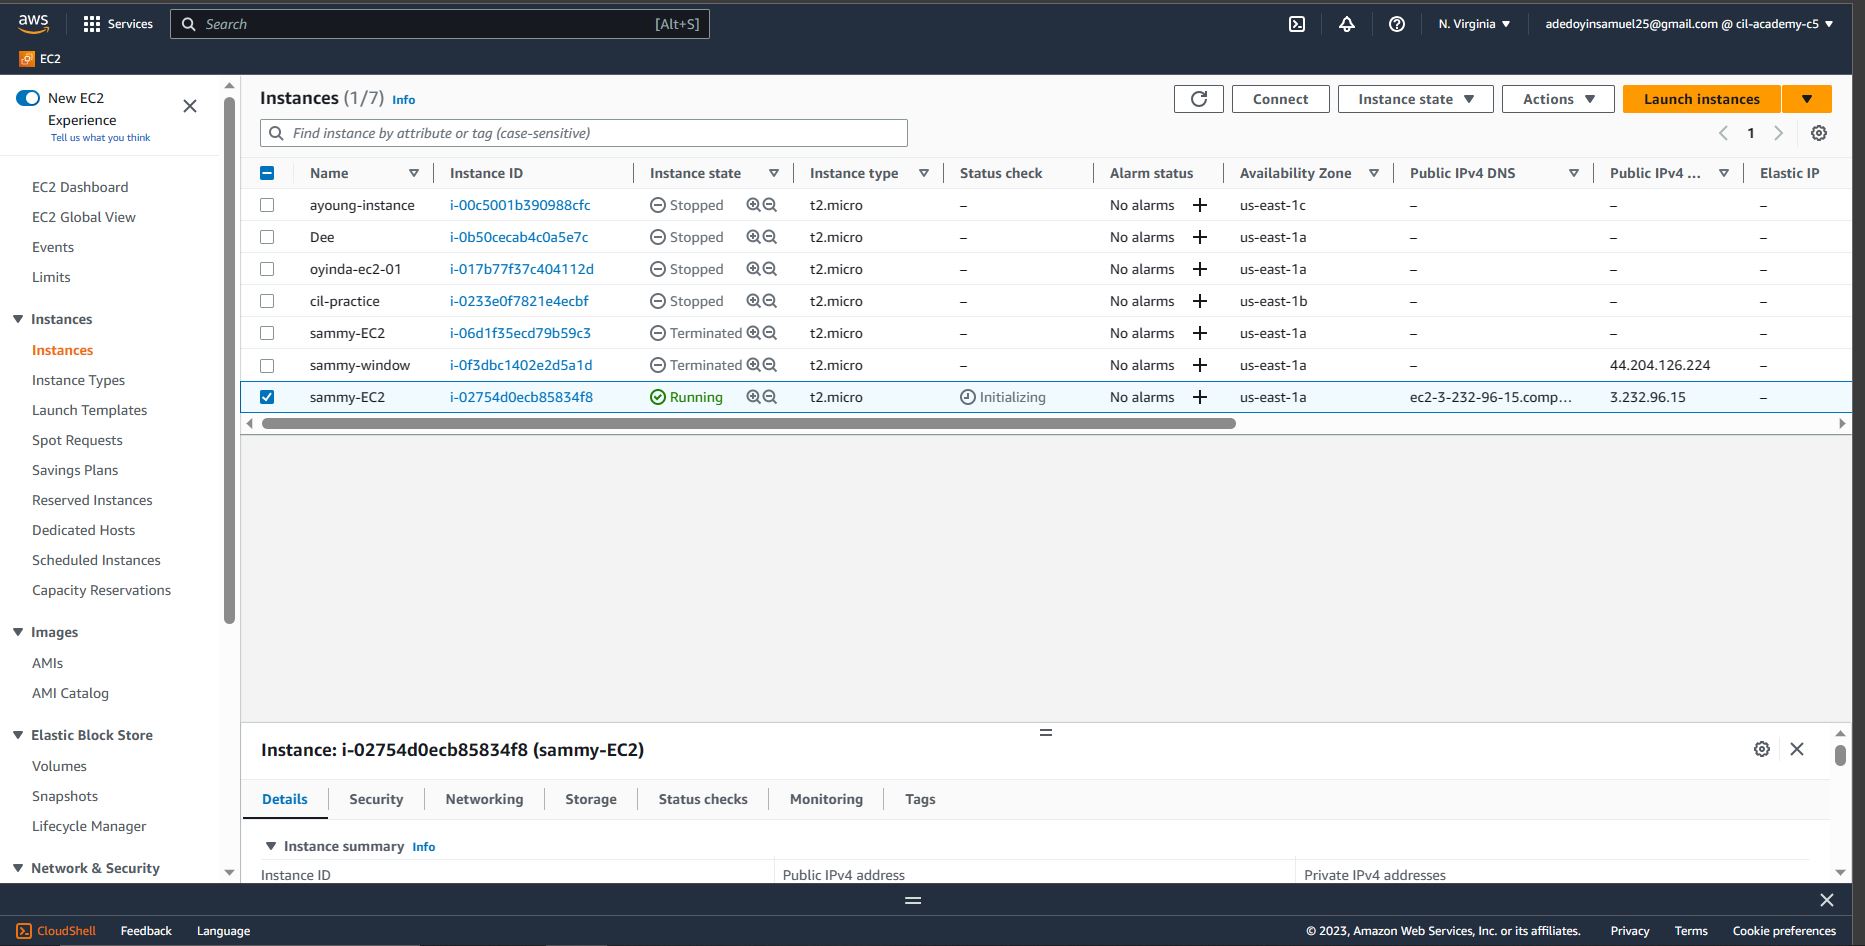 aws Services Search [Alt+S] N. Virginia adedoyinsamuel25@gmail.com @ cil-academy-c5
EC2
New EC2 Experience
Tell us what you think
EC2 Dashboard
EC2 Global View
Events
Limits
Instances
Instances
Instance Types
Launch Templates
Spot Requests
Savings Plans
Reserved Instances
Dedicated Hosts
Scheduled Instances
Capacity Reservations
Images
AMIs
AMI Catalog
Elastic Block Store
Volumes
Snapshots
Lifecycle Manager
Network & Security
Instances (1/7) Info Connect Instance state Actions Launch instances
Find instance by attribute or tag (case-sensitive) 1
Name Instance ID Instance state Instance type Status check Alarm status Availability Zone Public IPv4 DNS Public IPv4 ... Elastic IP
ayoung-instance i-00c5001b390988cfc Stopped t2.micro – No alarms + us-east-1c – – –
Dee i-0b50cecab4c0a5e7c Stopped t2.micro – No alarms + us-east-1a – – –
oyinda-ec2-01 i-017b77f37c404112d Stopped t2.micro – No alarms + us-east-1a – – –
cil-practice i-0233e0f7821e4ecbf Stopped t2.micro – No alarms + us-east-1b – – –
sammy-EC2 i-06d1f35ecd79b59c3 Terminated t2.micro – No alarms + us-east-1a – – –
sammy-window i-0f3dbc1402e2d5a1d Terminated t2.micro – No alarms + us-east-1a – 44.204.126.224 –
sammy-EC2 i-02754d0ecb85834f8 Running t2.micro Initializing No alarms + us-east-1a ec2-3-232-96-15.comp... 3.232.96.15 –
Instance: i-02754d0ecb85834f8 (sammy-EC2)
Details Security Networking Storage Status checks Monitoring Tags
Instance summary Info
Instance ID Public IPv4 address Private IPv4 addresses
CloudShell Feedback Language © 2023, Amazon Web Services, Inc. or its affiliates. Privacy Terms Cookie preferences